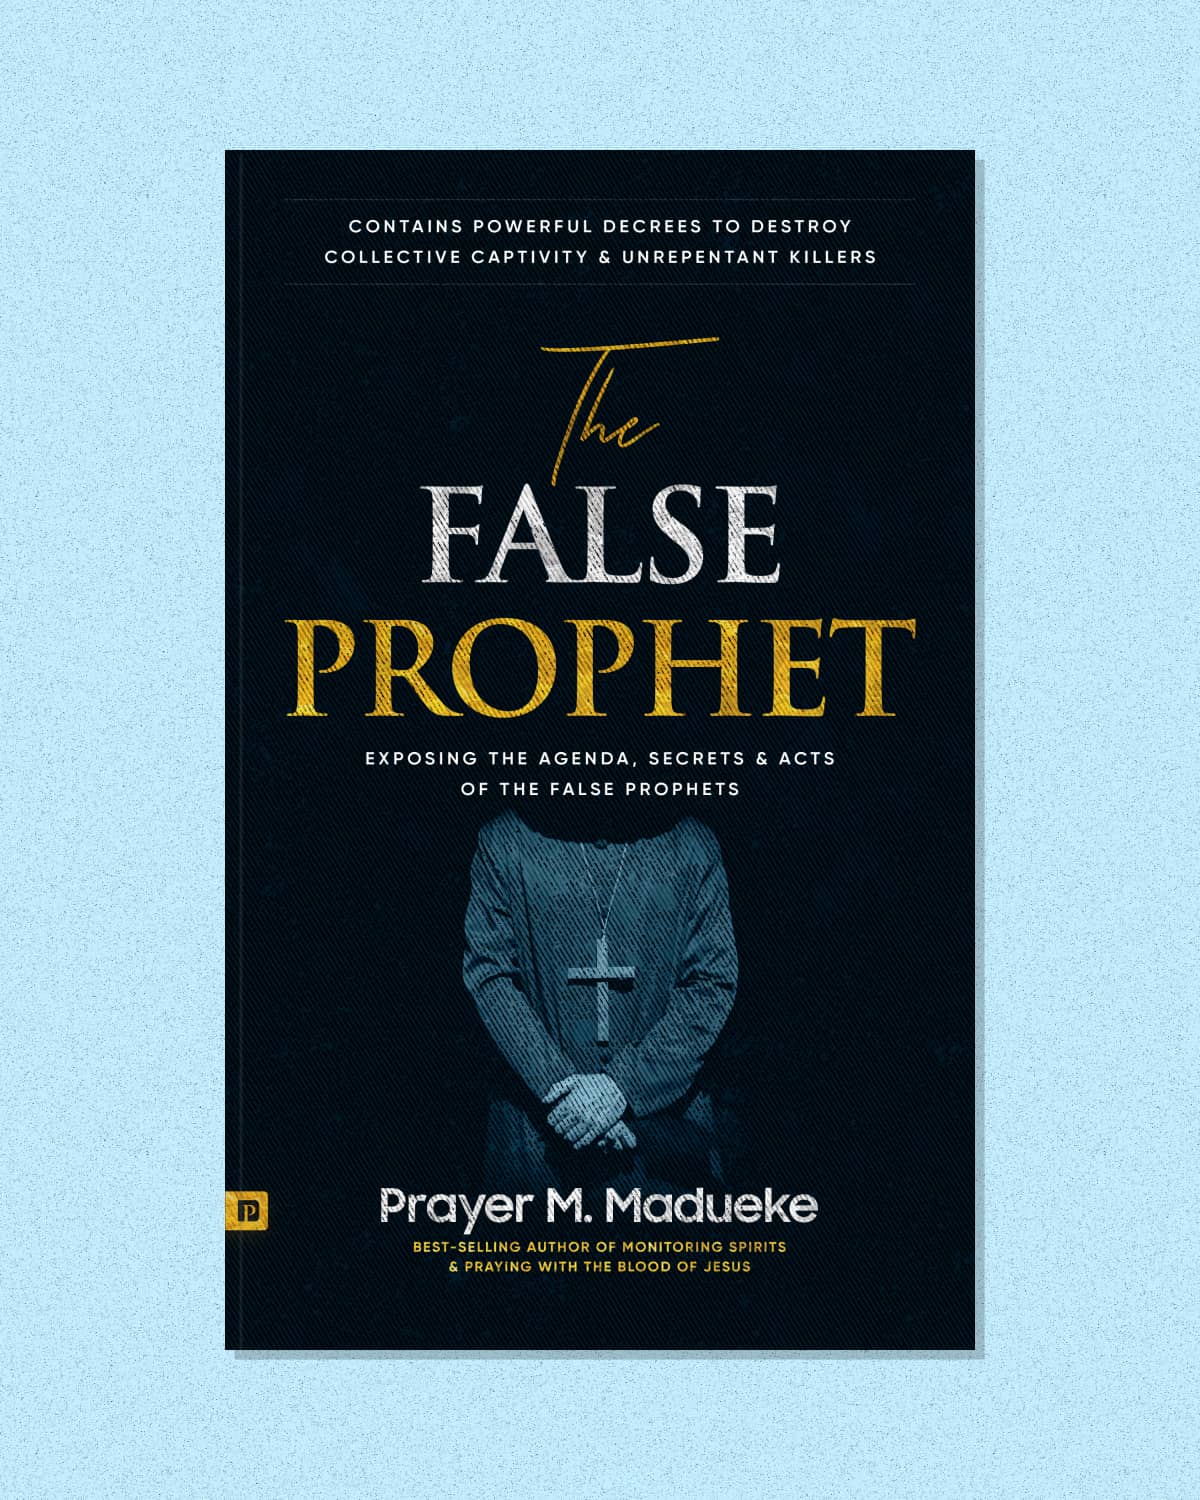 CONTAINS POWERFUL DECREES TO DESTROY
COLLECTIVE CAPTIVITY & UNREPENTANT KILLERS
The
FALSE
PROPHET
EXPOSING THE AGENDA, SECRETS & ACTS
OF THE FALSE PROPHETS
P
Prayer M. Madueke
BEST-SELLING AUTHOR OF MONITORING SPIRITS
& PRAYING WITH THE BLOOD OF JESUS